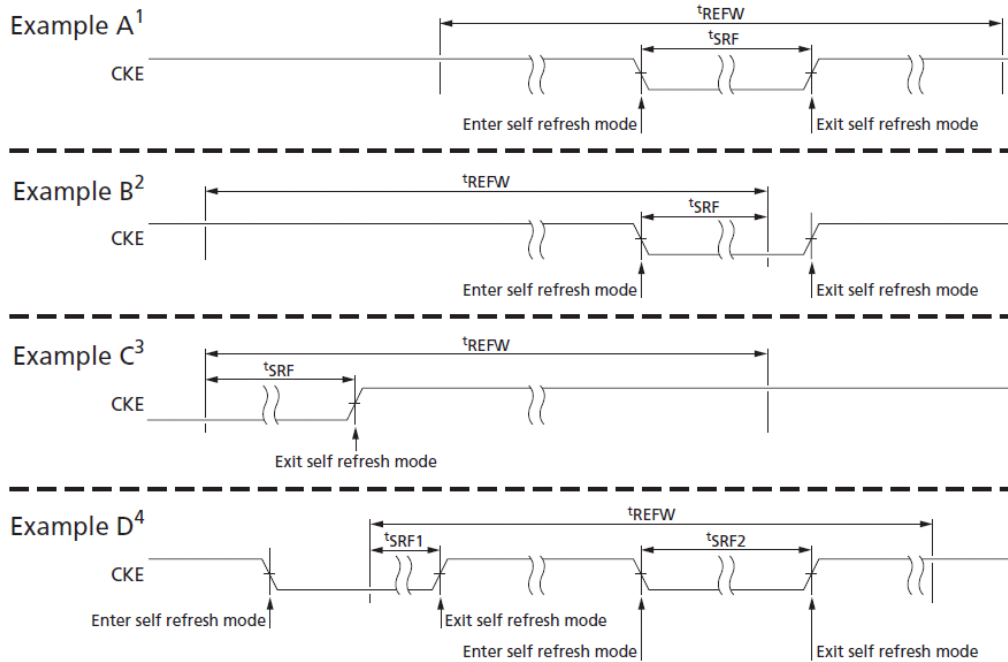 Example A¹
ᵗREFW
ᵗSRF
CKE
Enter self refresh mode
Exit self refresh mode
Example B²
ᵗREFW
ᵗSRF
CKE
Enter self refresh mode
Exit self refresh mode
Example C³
ᵗREFW
ᵗSRF
CKE
Exit self refresh mode
Example D⁴
ᵗREFW
ᵗSRF1
ᵗSRF2
CKE
Enter self refresh mode
Exit self refresh mode
Enter self refresh mode
Exit self refresh mode